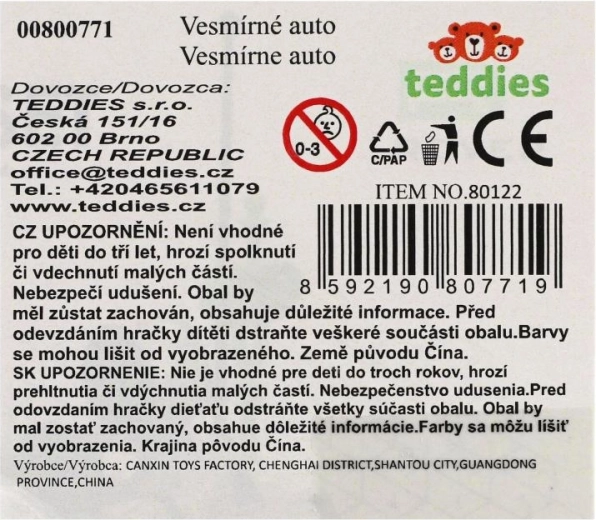 00800771
Vesmírné auto
Vesmírne auto
teddies
Dovozce/Dovozca:
TEDDIES s.r.o.
Česká 151/16
602 00 Brno
CZECH REPUBLIC
office@teddies.cz
Tel.: +420465611079
www.teddies.cz
0-3
C/PAP
CE
ITEM NO.80122
8 592190 807719
CZ UPOZORNĚNÍ: Není vhodné
pro děti do tří let, hrozí spolknutí
či vdechnutí malých částí.
Nebezpečí udušení. Obal by
měl zůstat zachován, obsahuje důležité informace. Před
odevzdáním hračky dítěti dstraňte veškeré součásti obalu.Barvy
se mohou lišit od vyobrazeného. Země původu Čína.
SK UPOZORNENIE: Nie je vhodné pre deti do troch rokov, hrozí
prehltnutia či vdýchnutia malých častí. Nebezpečenstvo udusenia.Pred
odovzdaním hračky dieťaťu odstráňte všetky súčasti obalu. Obal by
mal zostať zachovaný, obsahue dôležité informácie.Farby sa môžu líšiť
od vyobrazenia. Krajina pôvodu Čína.
Výrobce/Výrobca: CANXIN TOYS FACTORY, CHENGHAI DISTRICT,SHANTOU CITY,GUANGDONG
PROVINCE,CHINA